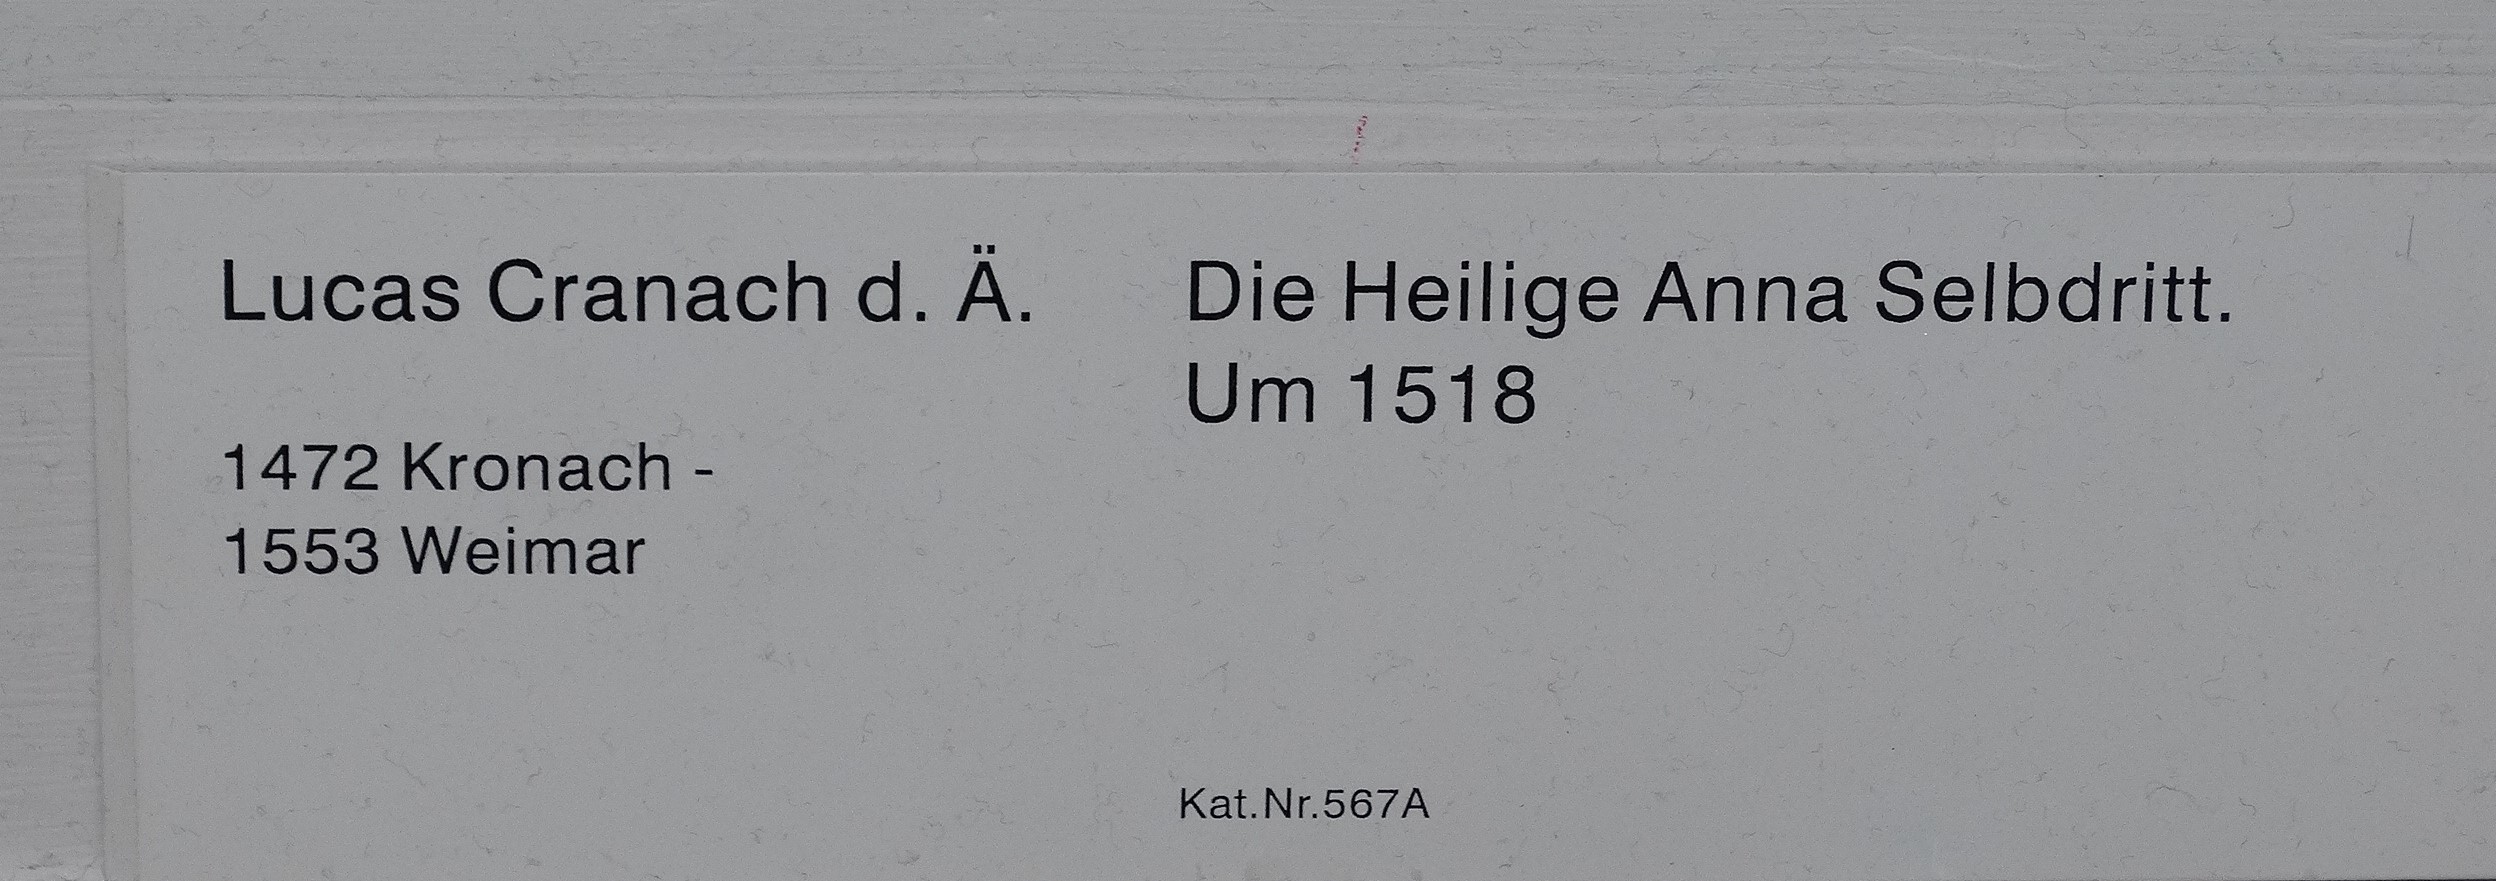 Lucas Cranach d. Ä.
1472 Kronach -
1553 Weimar
Die Heilige Anna Selbdritt.
Um 1518
Kat.Nr.567A